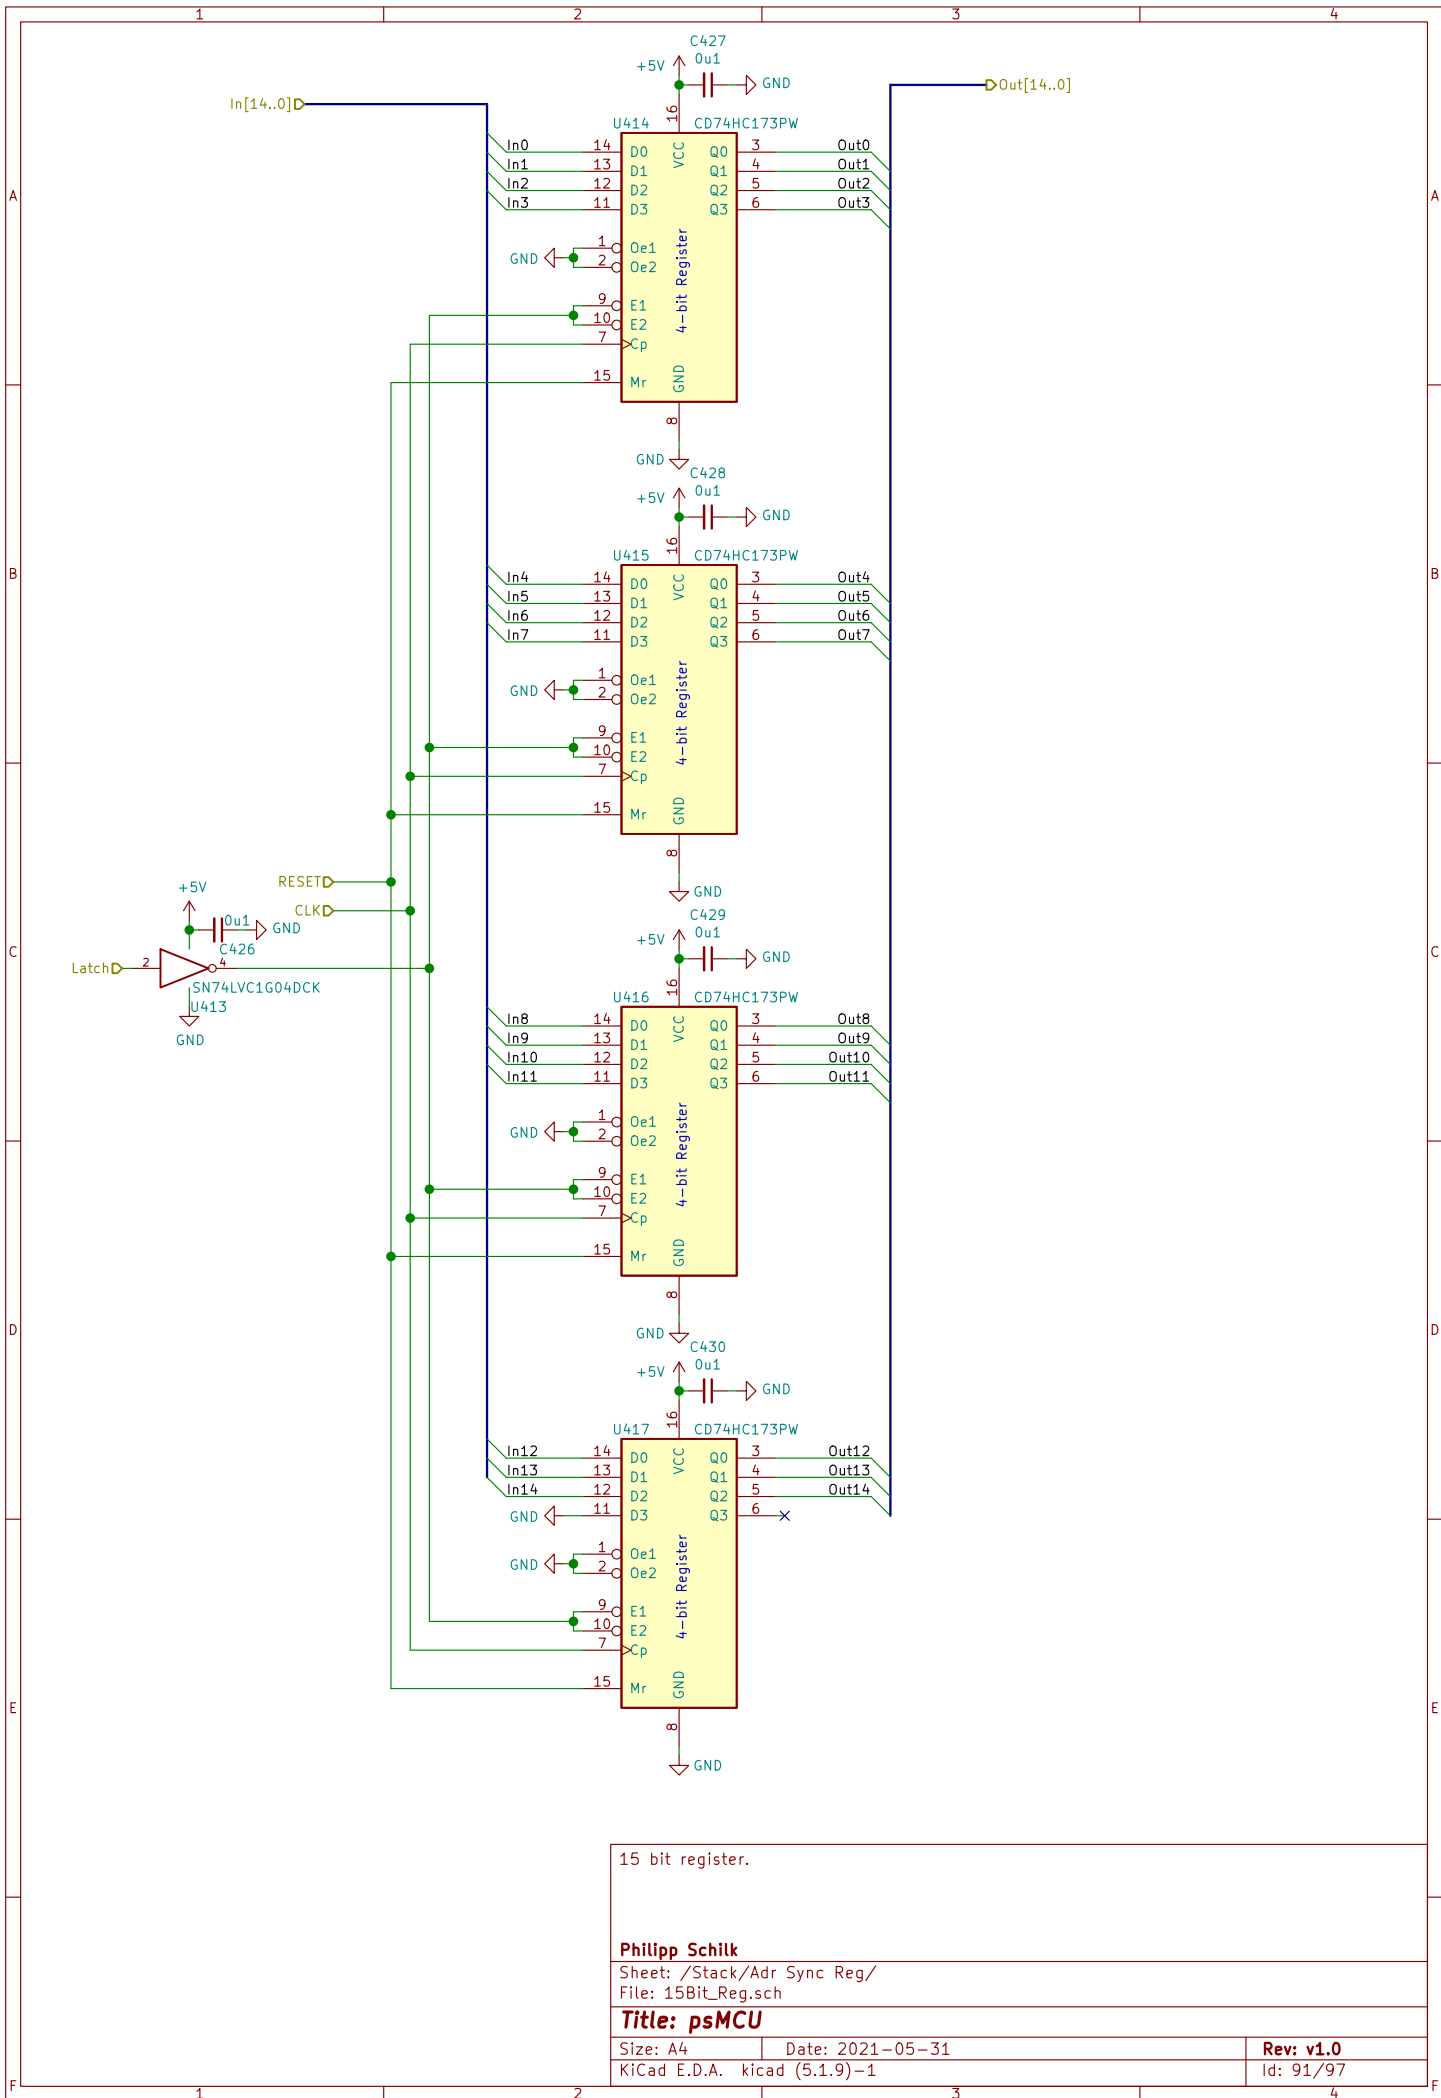 1 2 3 4
C427
0u1
+5V
GND
In[14..0]
Out[14..0]
16
U414 CD74HC173PW
In0 14 D0 VCC Q0 3 Out0
In1 13 D1 Q1 4 Out1
In2 12 D2 Q2 5 Out2
In3 11 D3 Q3 6 Out3
A A
GND 1 Oe1
2 Oe2
4-bit Register
9 E1
10 E2
7 Cp
15 Mr GND
8
GND
C428
0u1
+5V
GND
16
U415 CD74HC173PW
B B
In4 14 D0 VCC Q0 3 Out4
In5 13 D1 Q1 4 Out5
In6 12 D2 Q2 5 Out6
In7 11 D3 Q3 6 Out7
GND 1 Oe1
2 Oe2
4-bit Register
9 E1
10 E2
7 Cp
15 Mr GND
8
GND
RESET
CLK
+5V
0u1
GND
C426
Latch 2 4
SN74LVC1G04DCK
U413
GND
C429
0u1
+5V
GND
C C
16
U416 CD74HC173PW
In8 14 D0 VCC Q0 3 Out8
In9 13 D1 Q1 4 Out9
In10 12 D2 Q2 5 Out10
In11 11 D3 Q3 6 Out11
GND 1 Oe1
2 Oe2
4-bit Register
9 E1
10 E2
7 Cp
15 Mr GND
8
GND
D D
C430
0u1
+5V
GND
16
U417 CD74HC173PW
In12 14 D0 VCC Q0 3 Out12
In13 13 D1 Q1 4 Out13
In14 12 D2 Q2 5 Out14
GND 11 D3 Q3 6
GND 1 Oe1
2 Oe2
4-bit Register
9 E1
10 E2
7 Cp
15 Mr GND
8
GND
E E
15 bit register.
Philipp Schilk
Sheet: /Stack/Adr Sync Reg/
File: 15Bit_Reg.sch
Title: psMCU
Size: A4 Date: 2021-05-31 Rev: v1.0
KiCad E.D.A. kicad (5.1.9)-1 Id: 91/97
F F
1 2 3 4